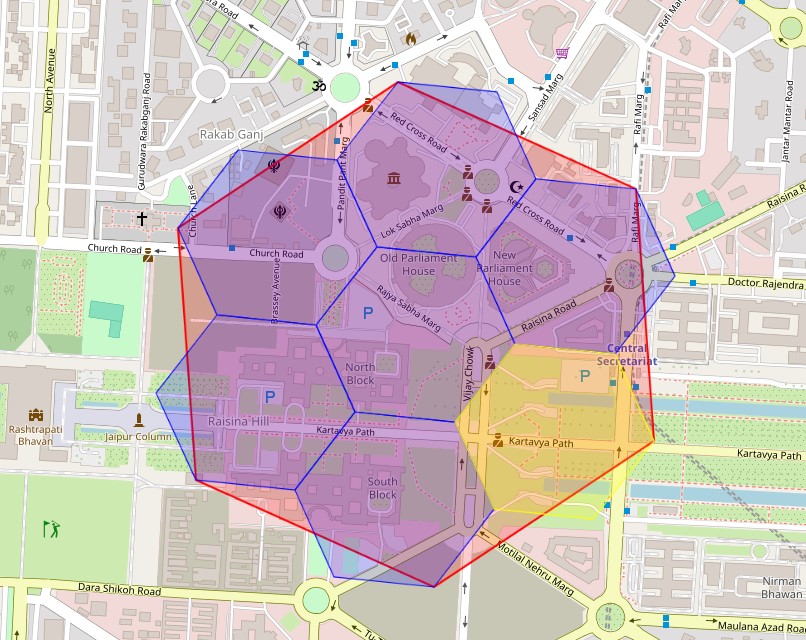 Rafi Marg
North Avenue
Gurudwara Rakabganj Road
ॐ
Rakab Ganj
Red Cross Road
Sansad Marg
Rafi Marg
Jantar Mantar Road
Pandit Pant Marg
Church Lane
Lok Sabha Marg
Red Cross Road
Rafi Marg
Raisina R
Church Road
Church Road
Brassey Avenue
Old Parliament
House
New
Parliament
House
Doctor Rajendra
Rajya Sabha Marg
P
Raisina Road
Central
Secretariat
North
Block
Vijay Chowk
P
P
Rashtrapati
Bhavan
Jaipur Column
Raisina Hill
Kartavya Path
Kartavya Path
Kartavya Path
South
Block
Motilal Nehru Marg
Dara Shikoh Road
Nirman
Bhawan
Maulana Azad Road